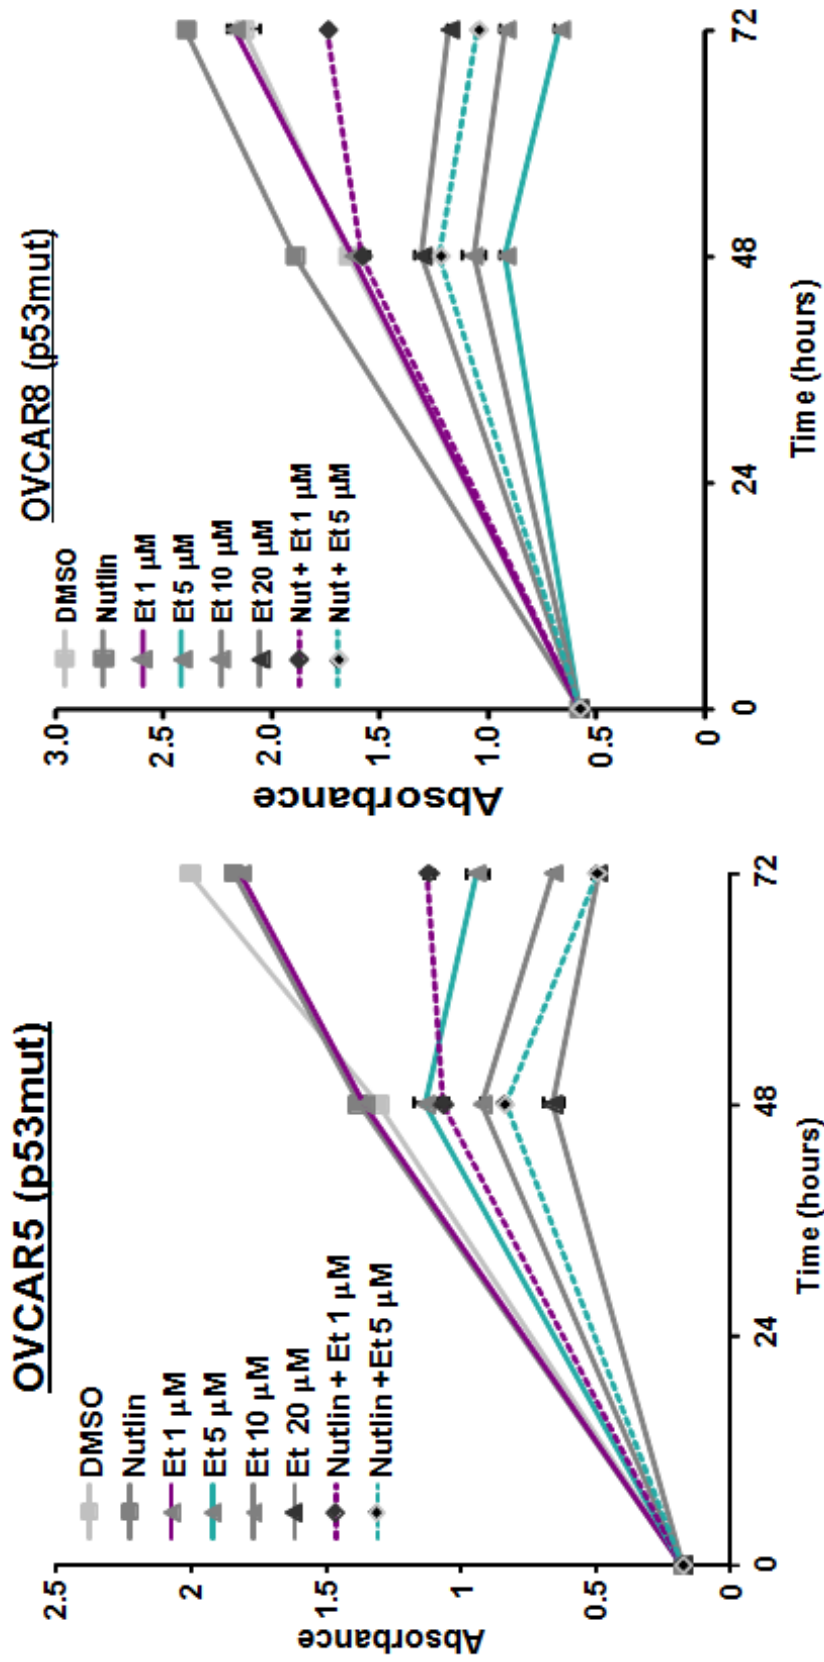 OVCAR5 (p53mut)
DMSO
Nutlin
Et 1 μM
Et 5 μM
Et 10 μM
Et 20 μM
Nutlin + Et 1 μM
Nutlin +Et 5 μM
2.5
2
1.5
1
0.5
0
Absorbance
0
24
48
72
Time (hours)
OVCAR8 (p53mut)
DMSO
Nutlin
Et 1 μM
Et 5 μM
Et 10 μM
Et 20 μM
Nut + Et 1 μM
Nut + Et 5 μM
3.0
2.5
2.0
1.5
1.0
0.5
0
Absorbance
0
24
48
72
Time (hours)